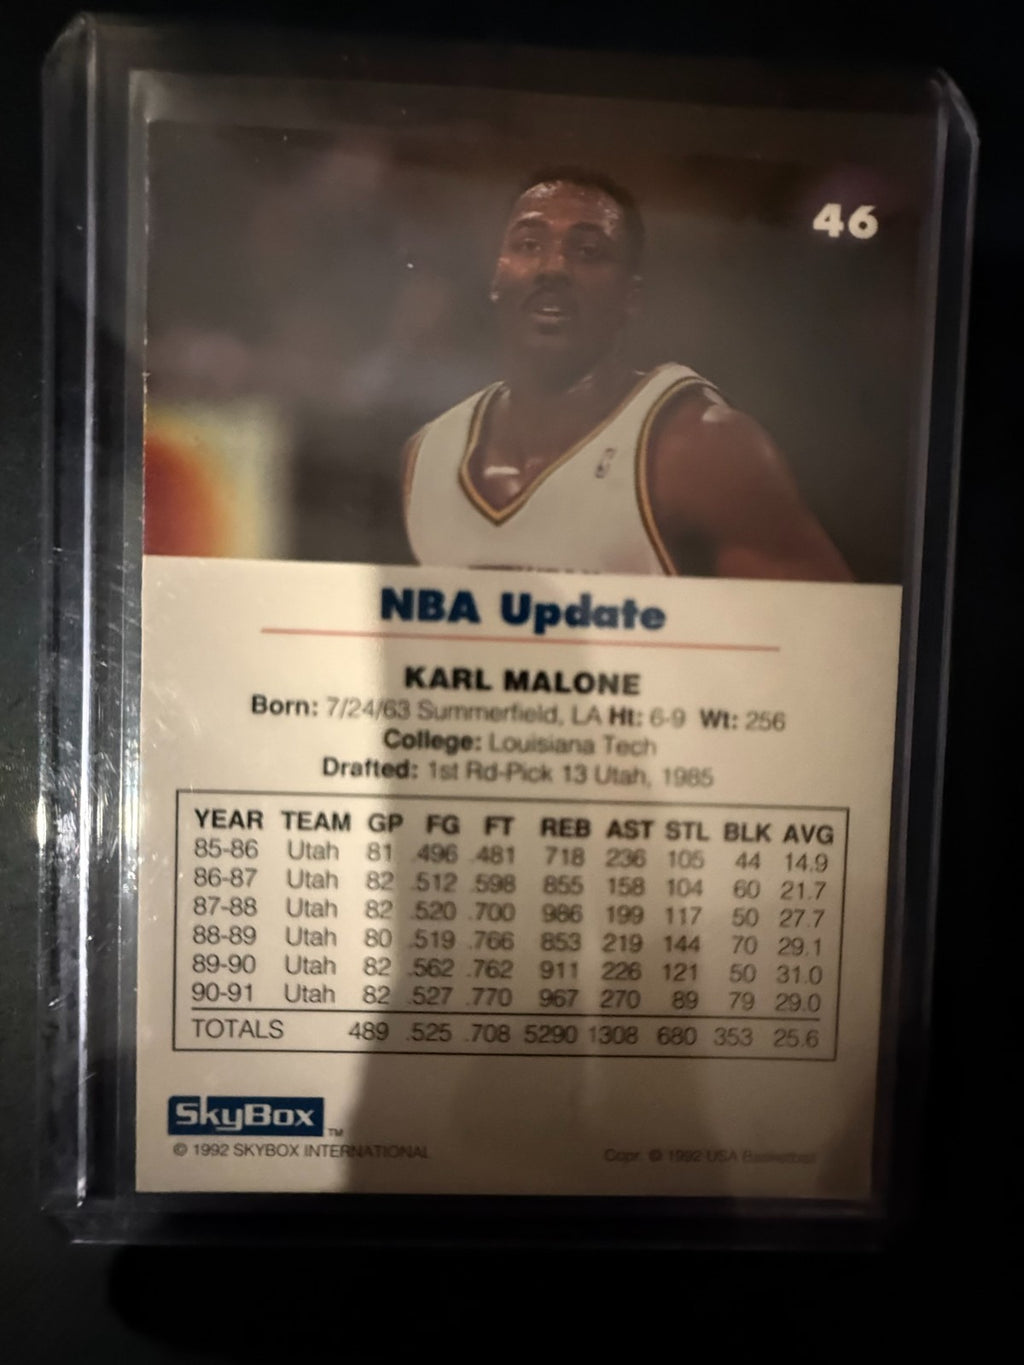 46
NBA Update
KARL MALONE
Born: 7/24/63 Summerfield, LA Ht: 6-9 Wt: 256
College: Louisiana Tech
Drafted: 1st Rd-Pick 13 Utah, 1985
YEAR TEAM GP FG FT REB AST STL BLK AVG
85-86 Utah 81 .496 .481 718 236 105 44 14.9
86-87 Utah 82 .512 .598 855 158 104 60 21.7
87-88 Utah 82 .520 .700 986 199 117 50 27.7
88-89 Utah 80 .519 .766 853 219 144 70 29.1
89-90 Utah 82 .562 .762 911 226 121 50 31.0
90-91 Utah 82 .527 .770 967 270 89 79 29.0
TOTALS 489 .525 .708 5290 1308 680 353 25.6
SkyBox TM
© 1992 SKYBOX INTERNATIONAL Copr. © 1992 USA Basketball